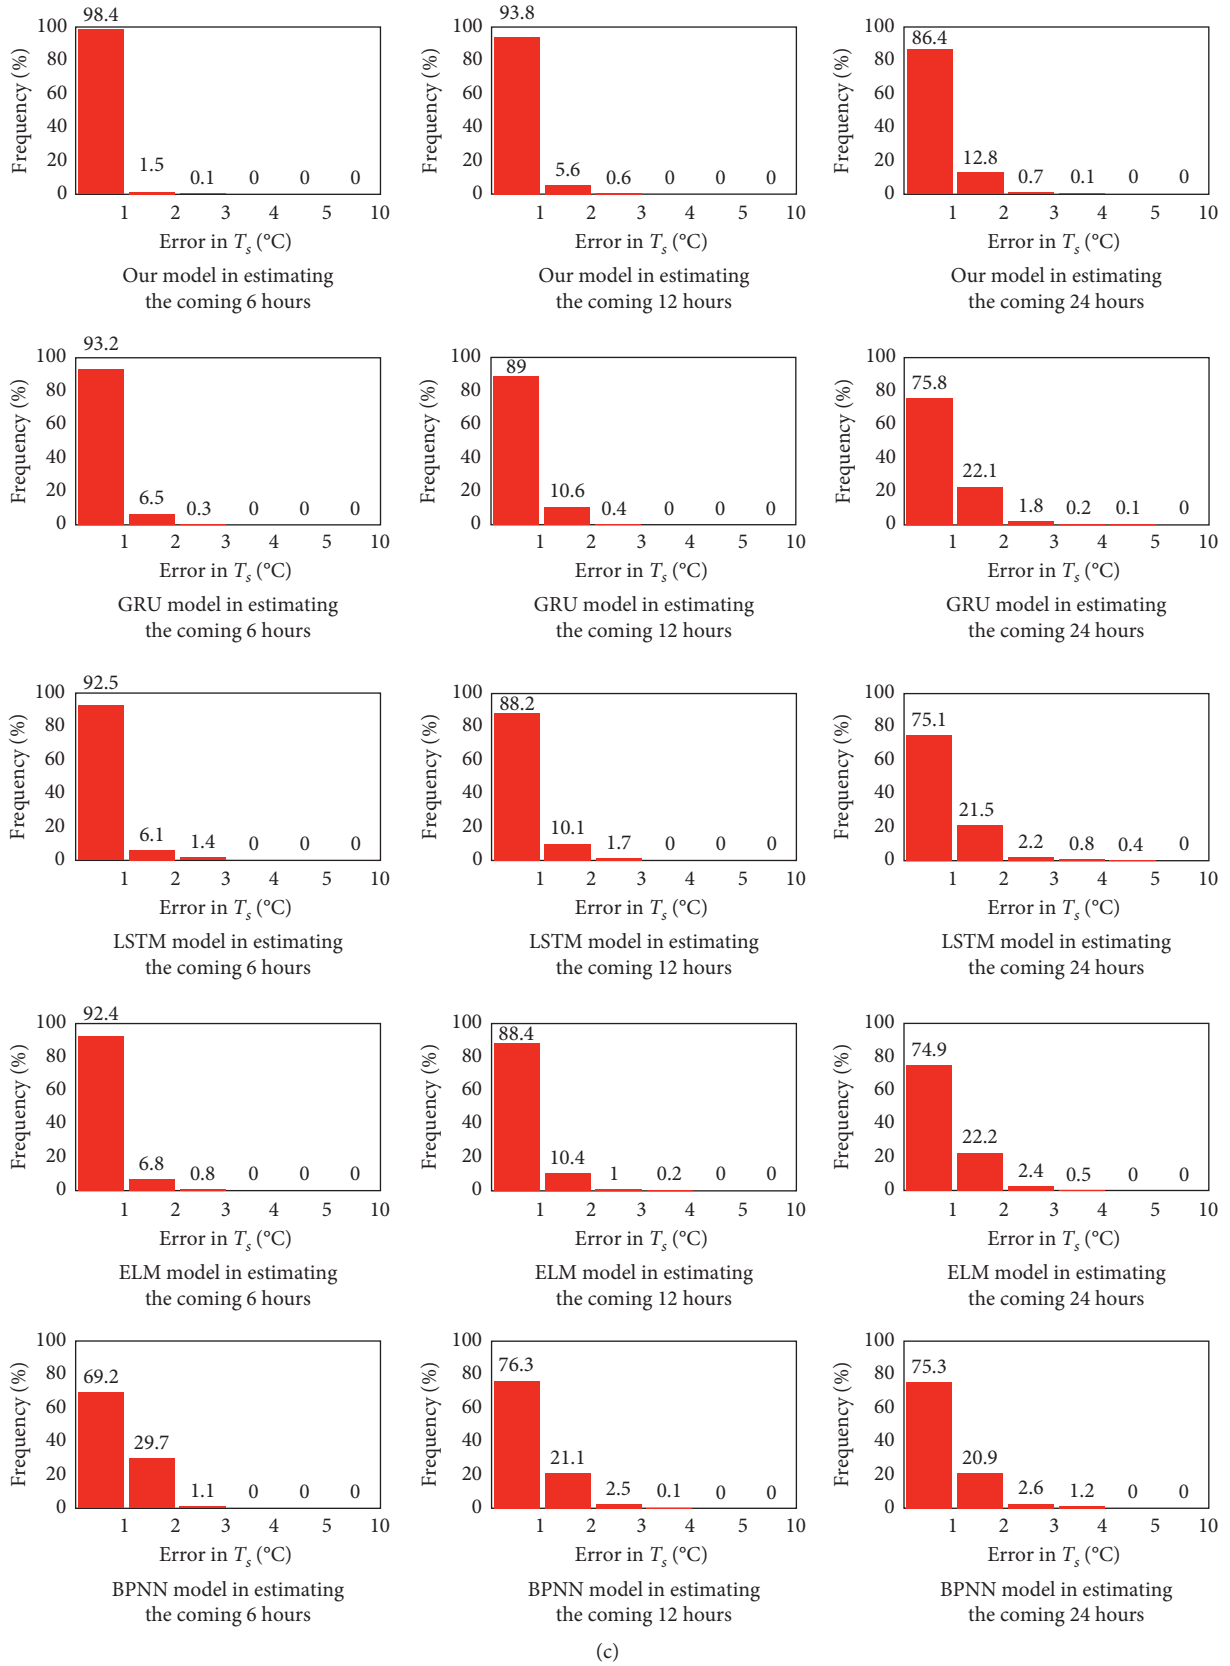 98.4
100
80
60
40
20
0
Frequency (%)
1.5 0.1 0 0 0
1 2 3 4 5 10
Error in Ts (°C)
Our model in estimating
the coming 6 hours
93.8
100
80
60
40
20
0
Frequency (%)
5.6 0.6 0 0 0
1 2 3 4 5 10
Error in Ts (°C)
Our model in estimating
the coming 12 hours
86.4
100
80
60
40
20
0
Frequency (%)
12.8 0.7 0.1 0 0
1 2 3 4 5 10
Error in Ts (°C)
Our model in estimating
the coming 24 hours
93.2
100
80
60
40
20
0
Frequency (%)
6.5 0.3 0 0 0
1 2 3 4 5 10
Error in Ts (°C)
GRU model in estimating
the coming 6 hours
89
100
80
60
40
20
0
Frequency (%)
10.6 0.4 0 0 0
1 2 3 4 5 10
Error in Ts (°C)
GRU model in estimating
the coming 12 hours
75.8
100
80
60
40
20
0
Frequency (%)
22.1 1.8 0.2 0.1 0
1 2 3 4 5 10
Error in Ts (°C)
GRU model in estimating
the coming 24 hours
92.5
100
80
60
40
20
0
Frequency (%)
6.1 1.4 0 0 0
1 2 3 4 5 10
Error in Ts (°C)
LSTM model in estimating
the coming 6 hours
88.2
100
80
60
40
20
0
Frequency (%)
10.1 1.7 0 0 0
1 2 3 4 5 10
Error in Ts (°C)
LSTM model in estimating
the coming 12 hours
75.1
100
80
60
40
20
0
Frequency (%)
21.5 2.2 0.8 0.4 0
1 2 3 4 5 10
Error in Ts (°C)
LSTM model in estimating
the coming 24 hours
92.4
100
80
60
40
20
0
Frequency (%)
6.8 0.8 0 0 0
1 2 3 4 5 10
Error in Ts (°C)
ELM model in estimating
the coming 6 hours
88.4
100
80
60
40
20
0
Frequency (%)
10.4 1 0.2 0 0
1 2 3 4 5 10
Error in Ts (°C)
ELM model in estimating
the coming 12 hours
74.9
100
80
60
40
20
0
Frequency (%)
22.2 2.4 0.5 0 0
1 2 3 4 5 10
Error in Ts (°C)
ELM model in estimating
the coming 24 hours
69.2
100
80
60
40
20
0
Frequency (%)
29.7 1.1 0 0 0
1 2 3 4 5 10
Error in Ts (°C)
BPNN model in estimating
the coming 6 hours
76.3
100
80
60
40
20
0
Frequency (%)
21.1 2.5 0.1 0 0
1 2 3 4 5 10
Error in Ts (°C)
BPNN model in estimating
the coming 12 hours
75.3
100
80
60
40
20
0
Frequency (%)
20.9 2.6 1.2 0 0
1 2 3 4 5 10
Error in Ts (°C)
BPNN model in estimating
the coming 24 hours
(c)